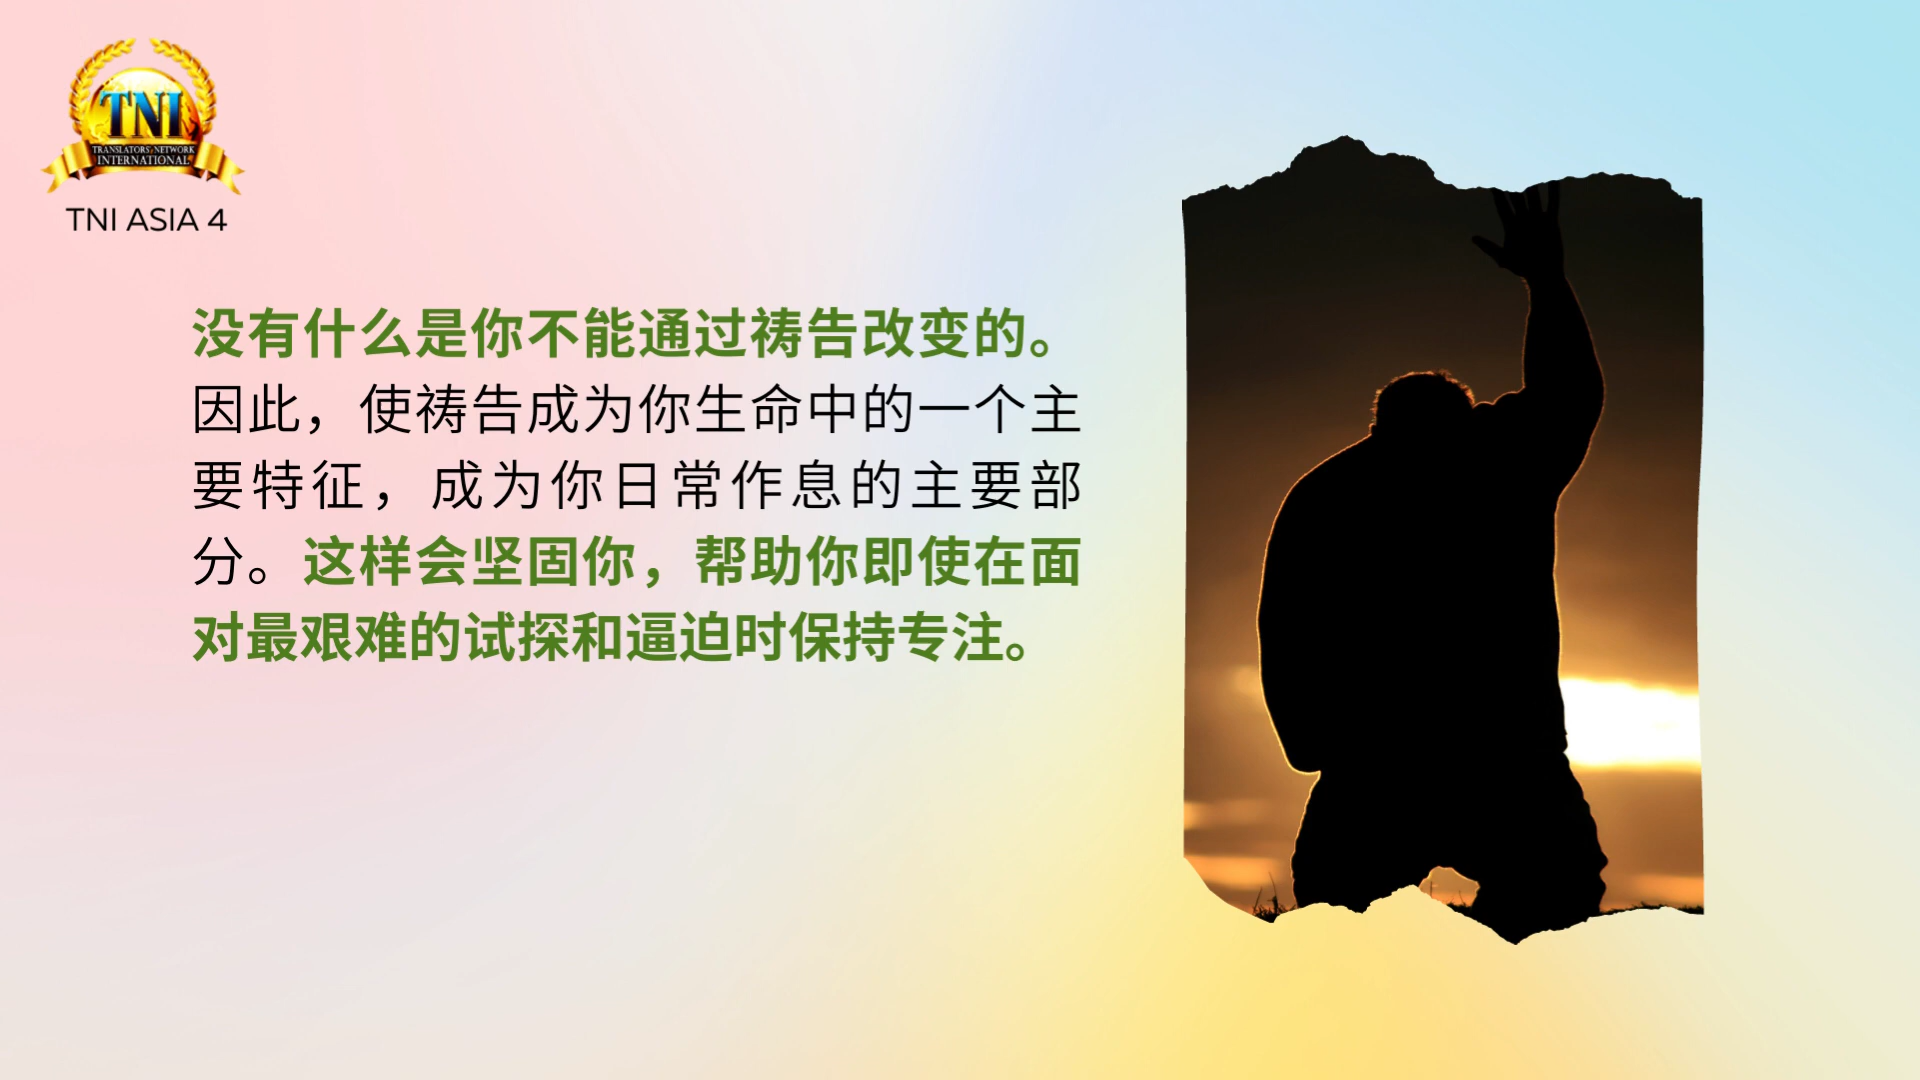 TNI
TRANSLATORS' NETWORK
INTERNATIONAL
TNI ASIA 4
没有什么是你不能通过祷告改变的。
因此，使祷告成为你生命中的一个主
要特征，成为你日常作息的主要部
分。这样会坚固你，帮助你即使在面
对最艰难的试探和逼迫时保持专注。